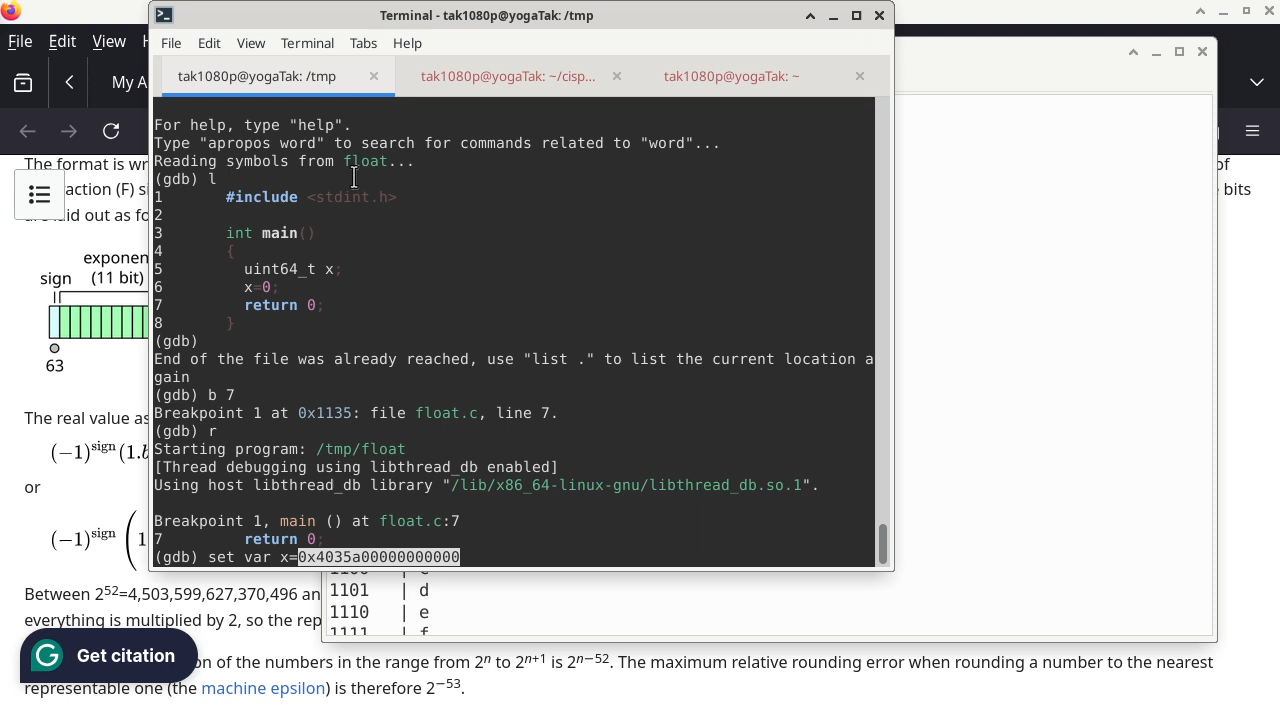 Terminal - tak1080p@yogaTak: /tmp
File Edit View Terminal Tabs Help
tak1080p@yogaTak: /tmp
tak1080p@yogaTak: ~/cisp...
tak1080p@yogaTak: ~
For help, type "help".
Type "apropos word" to search for commands related to "word"...
Reading symbols from float...
(gdb) l
1 #include <stdint.h>
2
3 int main()
4 {
5 uint64_t x;
6 x=0;
7 return 0;
8 }
(gdb)
End of the file was already reached, use "list ." to list the current location a
gain
(gdb) b 7
Breakpoint 1 at 0x1135: file float.c, line 7.
(gdb) r
Starting program: /tmp/float
[Thread debugging using libthread_db enabled]
Using host libthread_db library "/lib/x86_64-linux-gnu/libthread_db.so.1".
Breakpoint 1, main () at float.c:7
7 return 0;
(gdb) set var x=0x4035a00000000000
File Edit View
My A
The format is wr
of
action (F) si
bits
are laid out as fo
exponen
sign (11 bit)
63
The real value as
(−1)^sign (1.b
or
(−1)^sign (1
Between 2^52=4,503,599,627,370,496 an
everything is multiplied by 2, so the rep
on of the numbers in the range from 2^n to 2^n+1 is 2^n−52. The maximum relative rounding error when rounding a number to the nearest
representable one (the machine epsilon) is therefore 2^−53.
Get citation
1101 | d
1110 | e
1111 | f